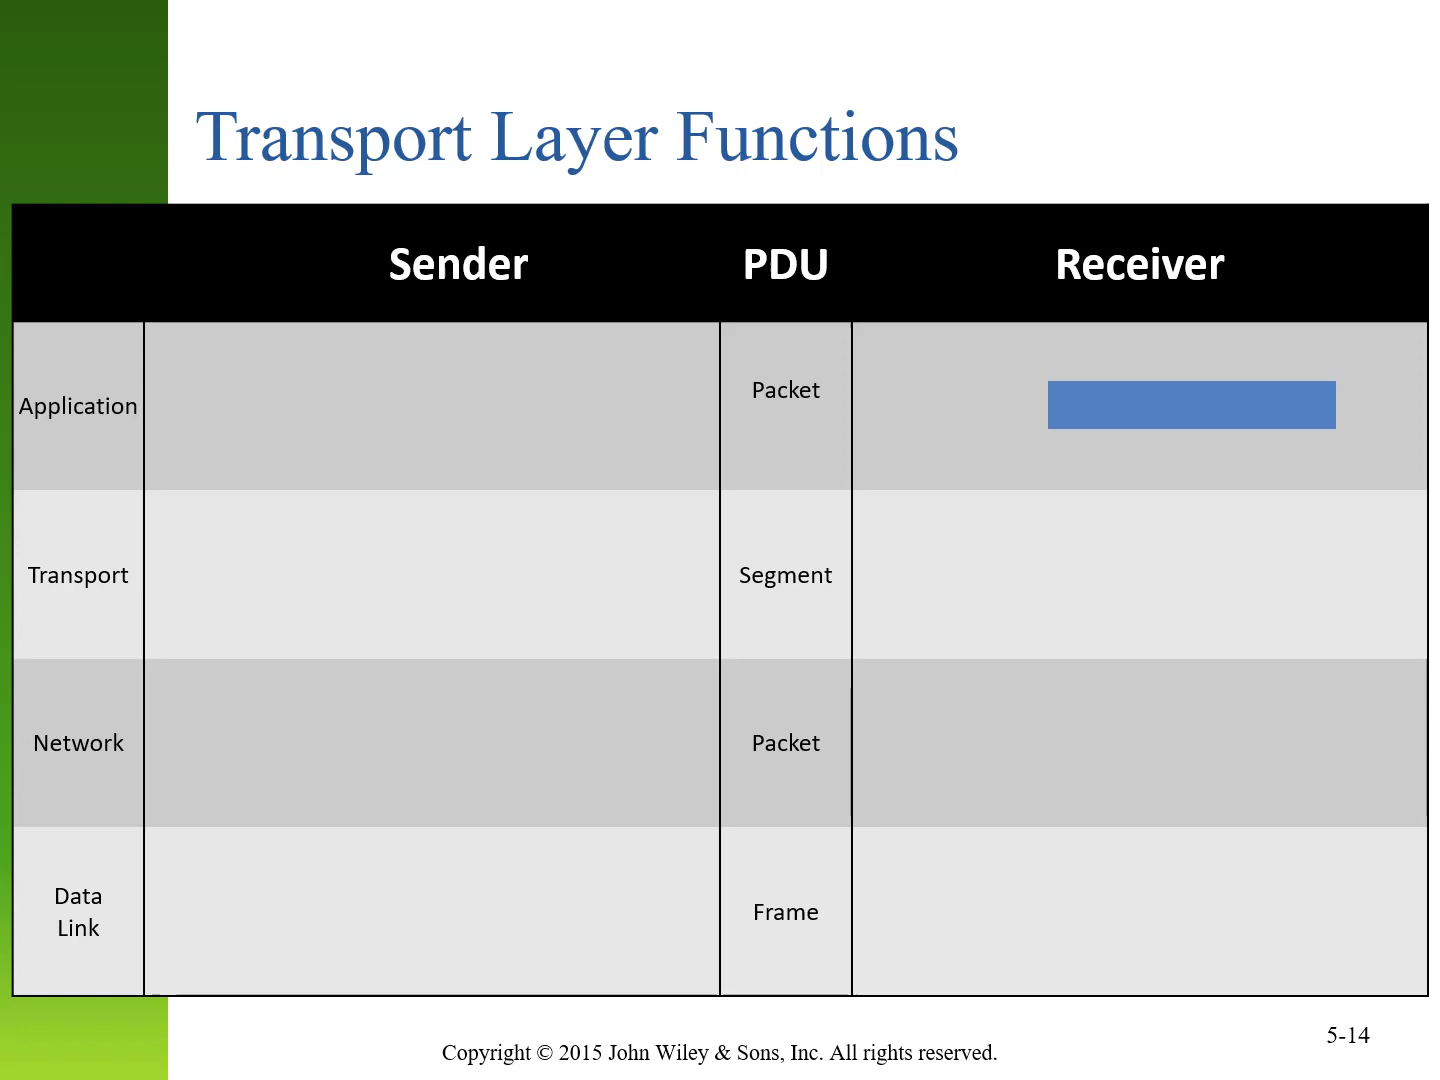 Transport Layer Functions
Sender PDU Receiver
Application Packet
Transport Segment
Network Packet
Data
Link
Frame
5-14
Copyright © 2015 John Wiley & Sons, Inc. All rights reserved.